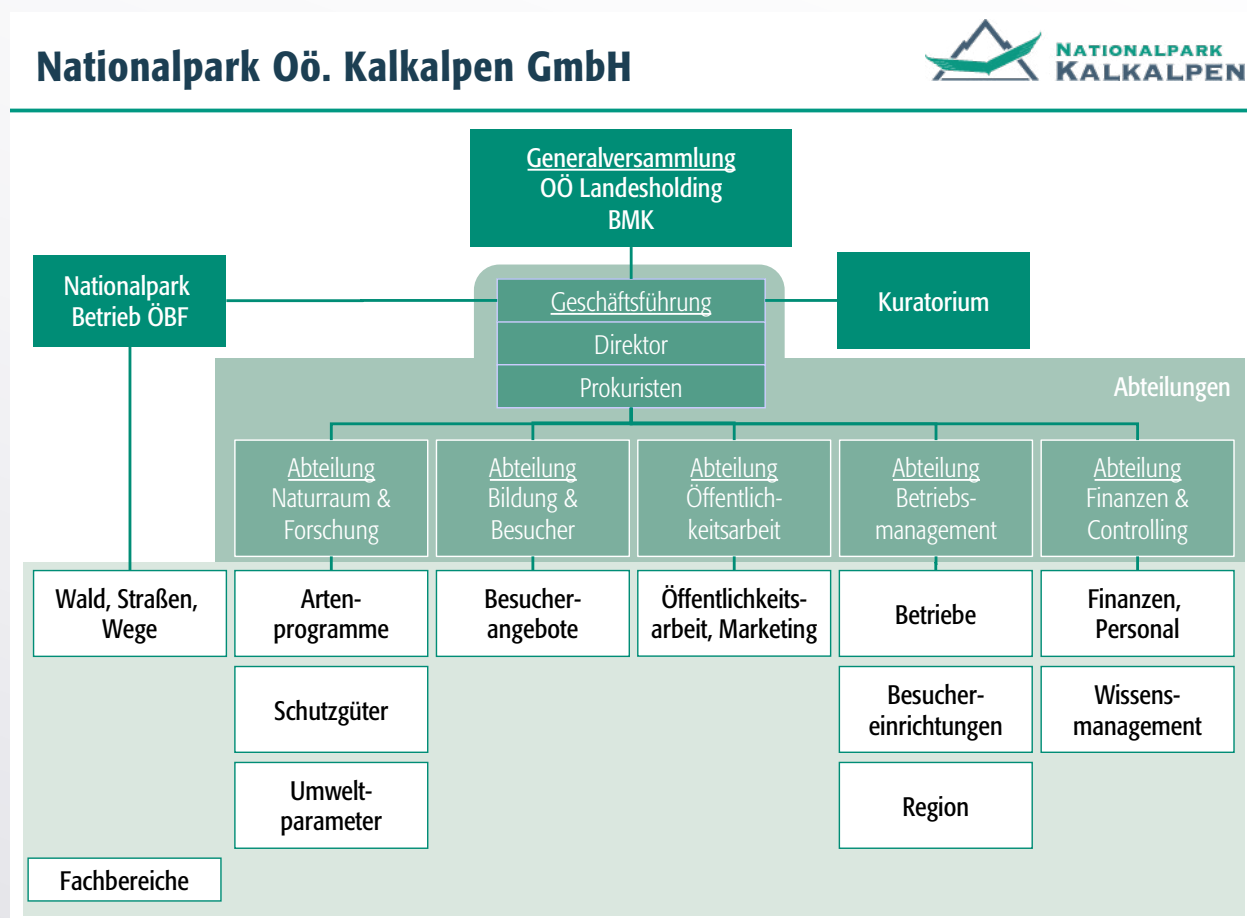 Nationalpark Oö. Kalkalpen GmbH
NATIONALPARK
KALKALPEN
Generalversammlung
OÖ Landesholding
BMK
Nationalpark
Betrieb ÖBF
Geschäftsführung
Direktor
Prokuristen
Kuratorium
Abteilungen
Abteilung
Naturraum &
Forschung
Abteilung
Bildung &
Besucher
Abteilung
Öffentlich-
keitsarbeit
Abteilung
Betriebs-
management
Abteilung
Finanzen &
Controlling
Wald, Straßen,
Wege
Arten-
programme
Besucher-
angebote
Öffentlichkeits-
arbeit, Marketing
Betriebe
Finanzen,
Personal
Schutzgüter
Besucher-
einrichtungen
Wissens-
management
Umwelt-
parameter
Region
Fachbereiche